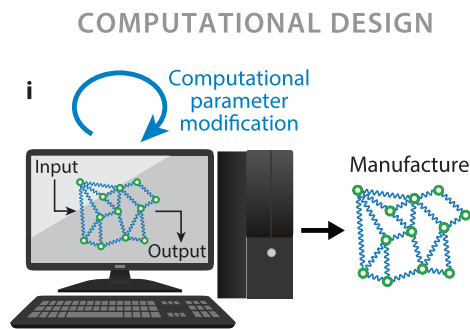 COMPUTATIONAL DESIGN
i
Computational
parameter
modification
Input
Output
Manufacture